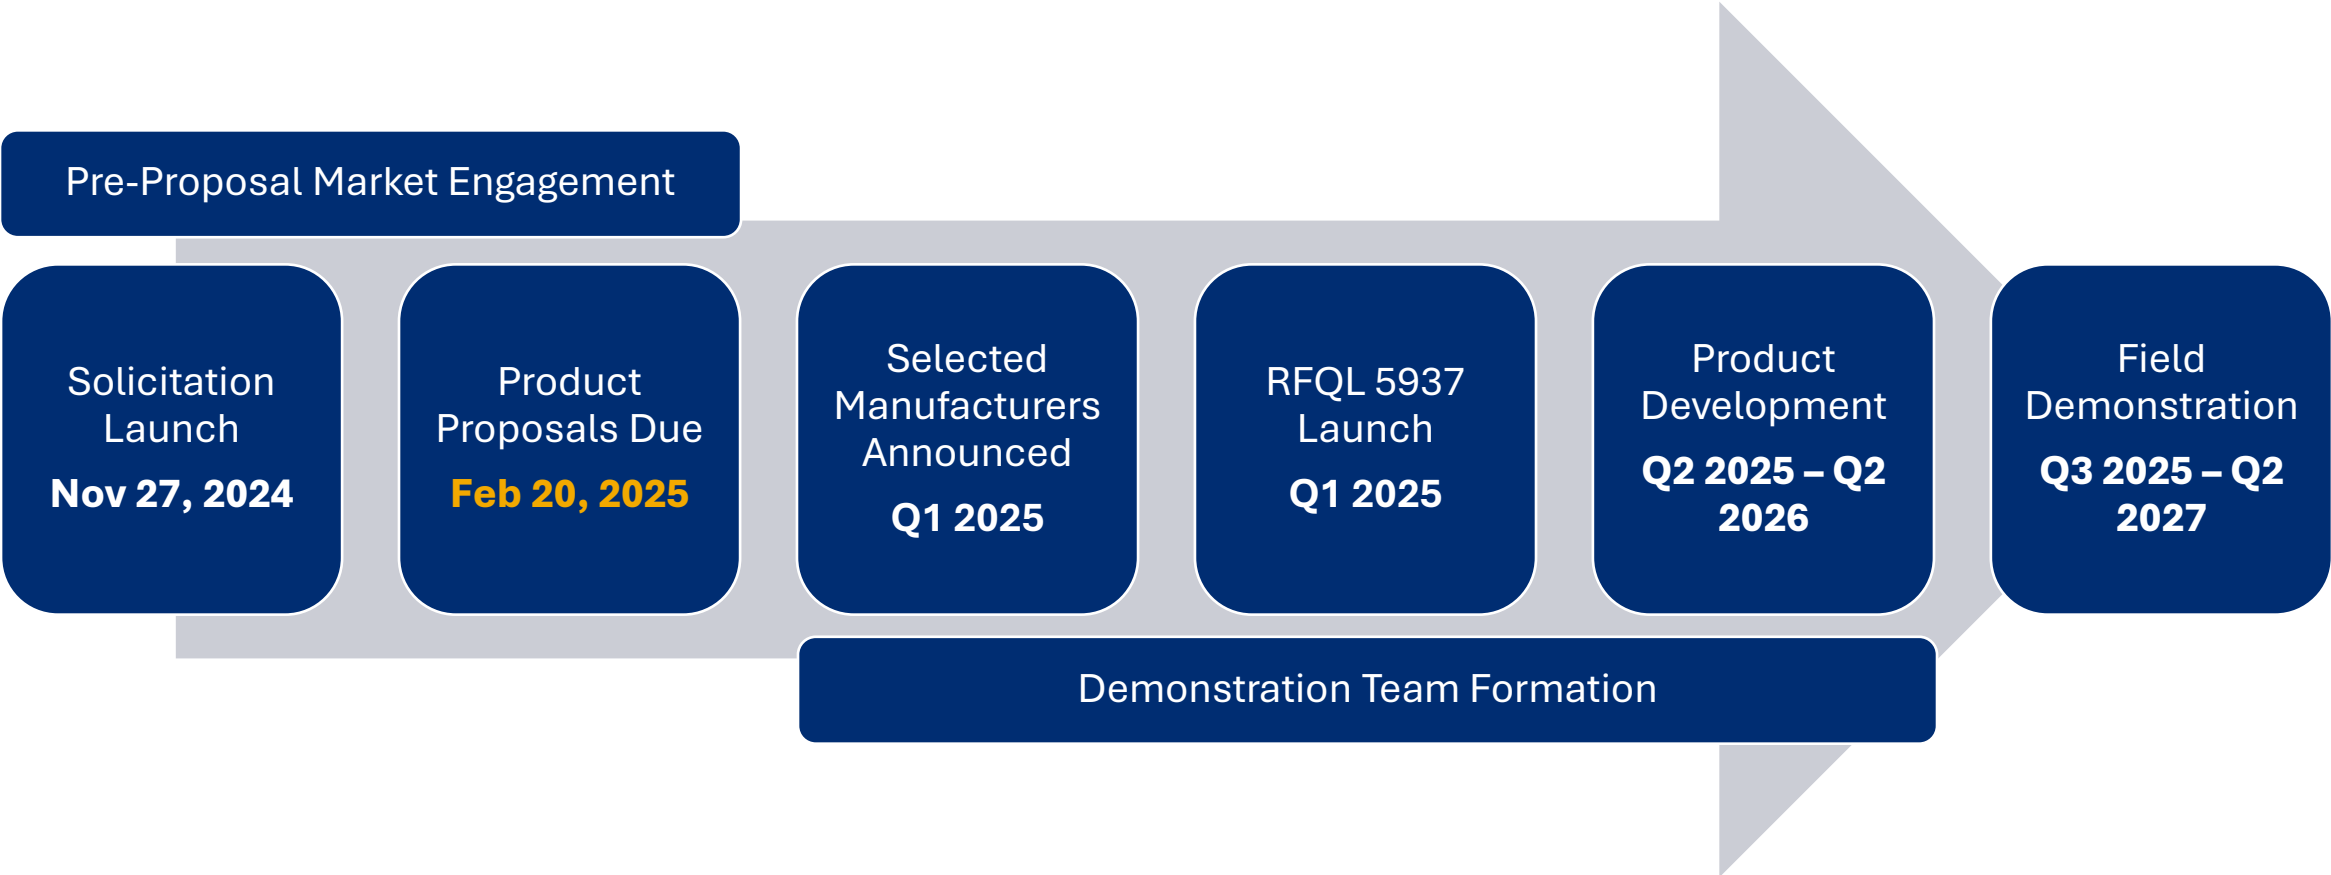 Pre-Proposal Market Engagement
Solicitation
Launch
Nov 27, 2024
Product
Proposals Due
Feb 20, 2025
Selected
Manufacturers
Announced
Q1 2025
RFQL 5937
Launch
Q1 2025
Product
Development
Q2 2025 – Q2
2026
Field
Demonstration
Q3 2025 – Q2
2027
Demonstration Team Formation